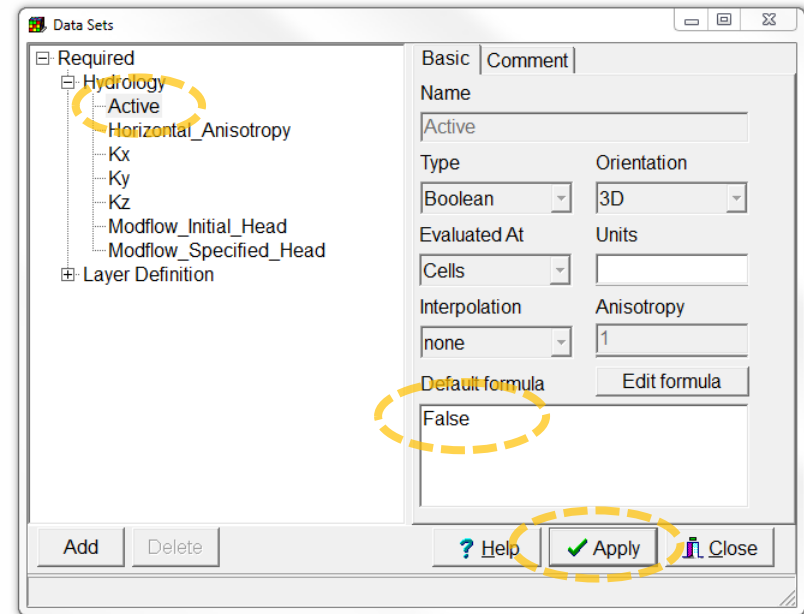 Data Sets
Required
Hydrology
Active
Horizontal_Anisotropy
Kx
Ky
Kz
Modflow_Initial_Head
Modflow_Specified_Head
Layer Definition
Basic Comment
Name
Active
Type Orientation
Boolean 3D
Evaluated At Units
Cells
Interpolation Anisotropy
none 1
Default formula Edit formula
False
Add Delete ? Help Apply Close